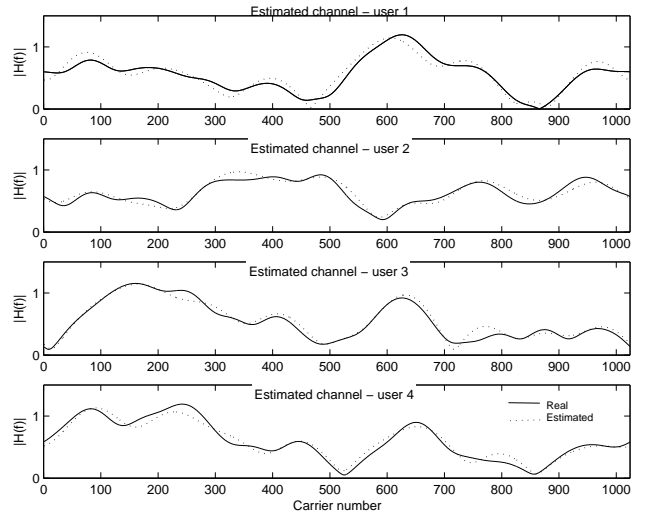 Estimated channel – user 1
|H(f)|
1
0
0 100 200 300 400 500 600 700 800 900 1000
Estimated channel – user 2
|H(f)|
1
0
0 100 200 300 400 500 600 700 800 900 1000
Estimated channel – user 3
|H(f)|
1
0
0 100 200 300 400 500 600 700 800 900 1000
Estimated channel – user 4
|H(f)|
1
0
Real
Estimated
0 100 200 300 400 500 600 700 800 900 1000
Carrier number